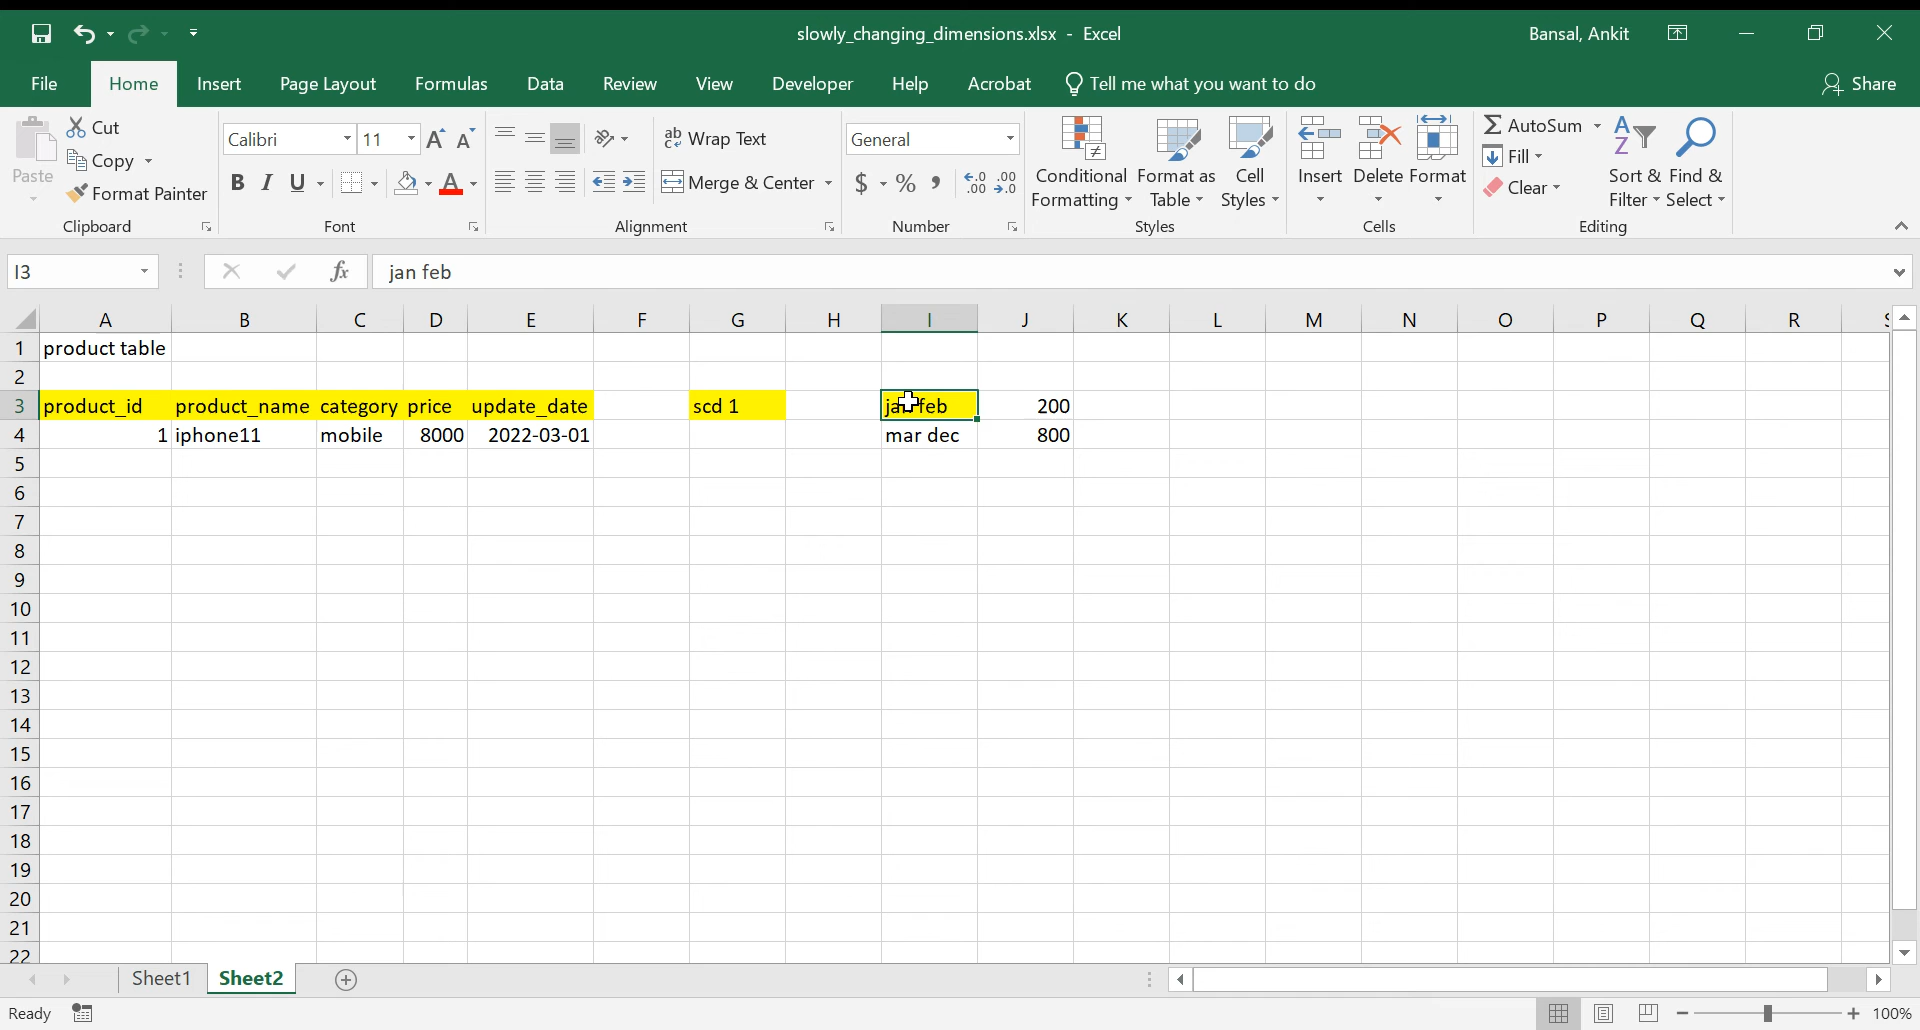 slowly_changing_dimensions.xlsx - Excel
Bansal, Ankit
File Home Insert Page Layout Formulas Data Review View Developer Help Acrobat Tell me what you want to do Share
Paste
Cut
Copy
Format Painter
Clipboard
Calibri 11
B I U
Font
Wrap Text
Merge & Center
Alignment
General
$ % ,
Number
Conditional Formatting
Format as Table
Cell Styles
Styles
Insert Delete Format
Cells
AutoSum
Fill
Clear
Sort & Filter
Find & Select
Editing
I3 fx jan feb
A B C D E F G H I J K L M N O P Q R
1 product table
2
3 product_id product_name category price update_date scd 1 jan feb 200
4 1 iphone11 mobile 8000 2022-03-01 mar dec 800
5
6
7
8
9
10
11
12
13
14
15
16
17
18
19
20
21
22
Sheet1 Sheet2
Ready 100%